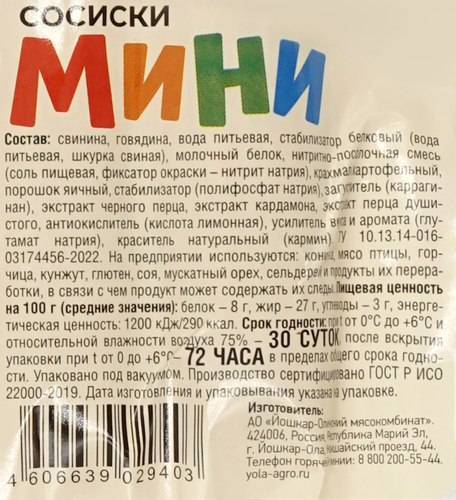 СОСИСКИ
МИНИ
Состав: свинина, говядина, вода питьевая, стабилизатор белковый (вода
питьевая, шкурка свиная), молочный белок, нитритно-посолочная смесь
(соль пищевая, фиксатор окраски – нитрит натрия), крахмал картофельный,
порошок яичный, стабилизатор (полифосфат натрия), загуститель (карраги-
нан), экстракт черного перца, экстракт кардамона, экстракт перца души-
стого, антиокислитель (кислота лимонная), усилитель вкуса и аромата (глу-
тамат натрия), краситель натуральный (кармин). ТУ 10.13.14-016-
03174456-2022. На предприятии используются: конина, мясо птицы, гор-
чица, кунжут, глютен, соя, мускатный орех, сельдерей и продукты их перера-
ботки, в связи с чем продукт может содержать их следы. Пищевая ценность
на 100 г (средние значения): белок – 8 г, жир – 27 г, углеводы – 3 г, энерге-
тическая ценность: 1200 кДж/290 ккал. Срок годности: при t от 0°С до +6°С и
относительной влажности воздуха 75% – 30 СУТОК, после вскрытия
упаковки при t от 0 до +6° – 72 ЧАСА в пределах общего срока годно-
сти. Упаковано под вакуумом. Производство сертифицировано ГОСТ Р ИСО
22000-2019. Дата изготовления и упаковывания указана на упаковке.
Изготовитель:
АО «Йошкар-Олинский мясокомбинат».
424006, Россия, Республика Марий Эл,
г. Йошкар-Ола, Кокшайский проезд, 44.
Телефон горячей линии: 8 800 200-55-44.
yola-agro.ru
4 606639 029403